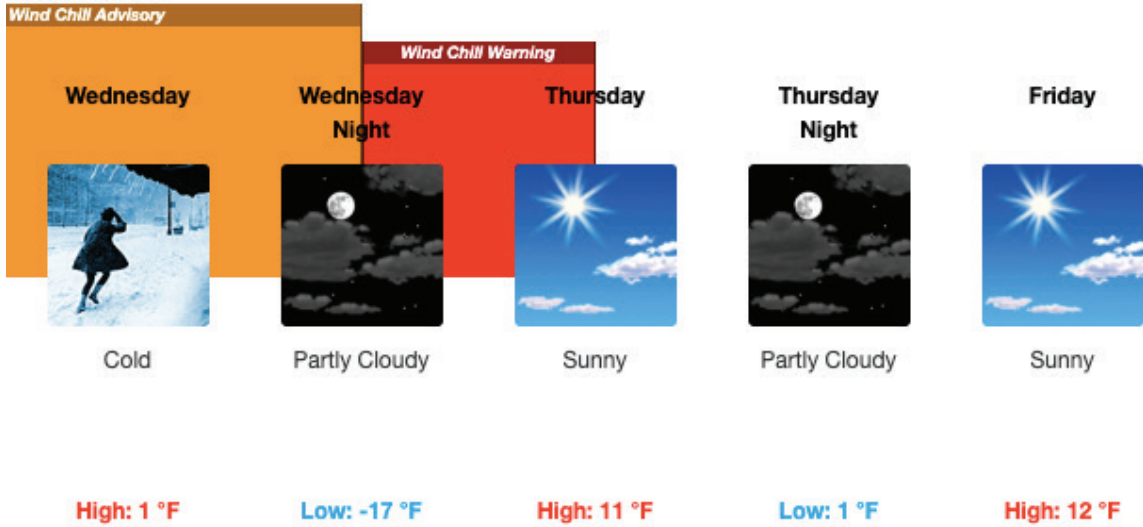 Wind Chill Advisory
Wind Chill Warning
Wednesday
Wednesday
Night
Thursday
Thursday
Night
Friday
Cold
Partly Cloudy
Sunny
Partly Cloudy
Sunny
High: 1 °F
Low: -17 °F
High: 11 °F
Low: 1 °F
High: 12 °F